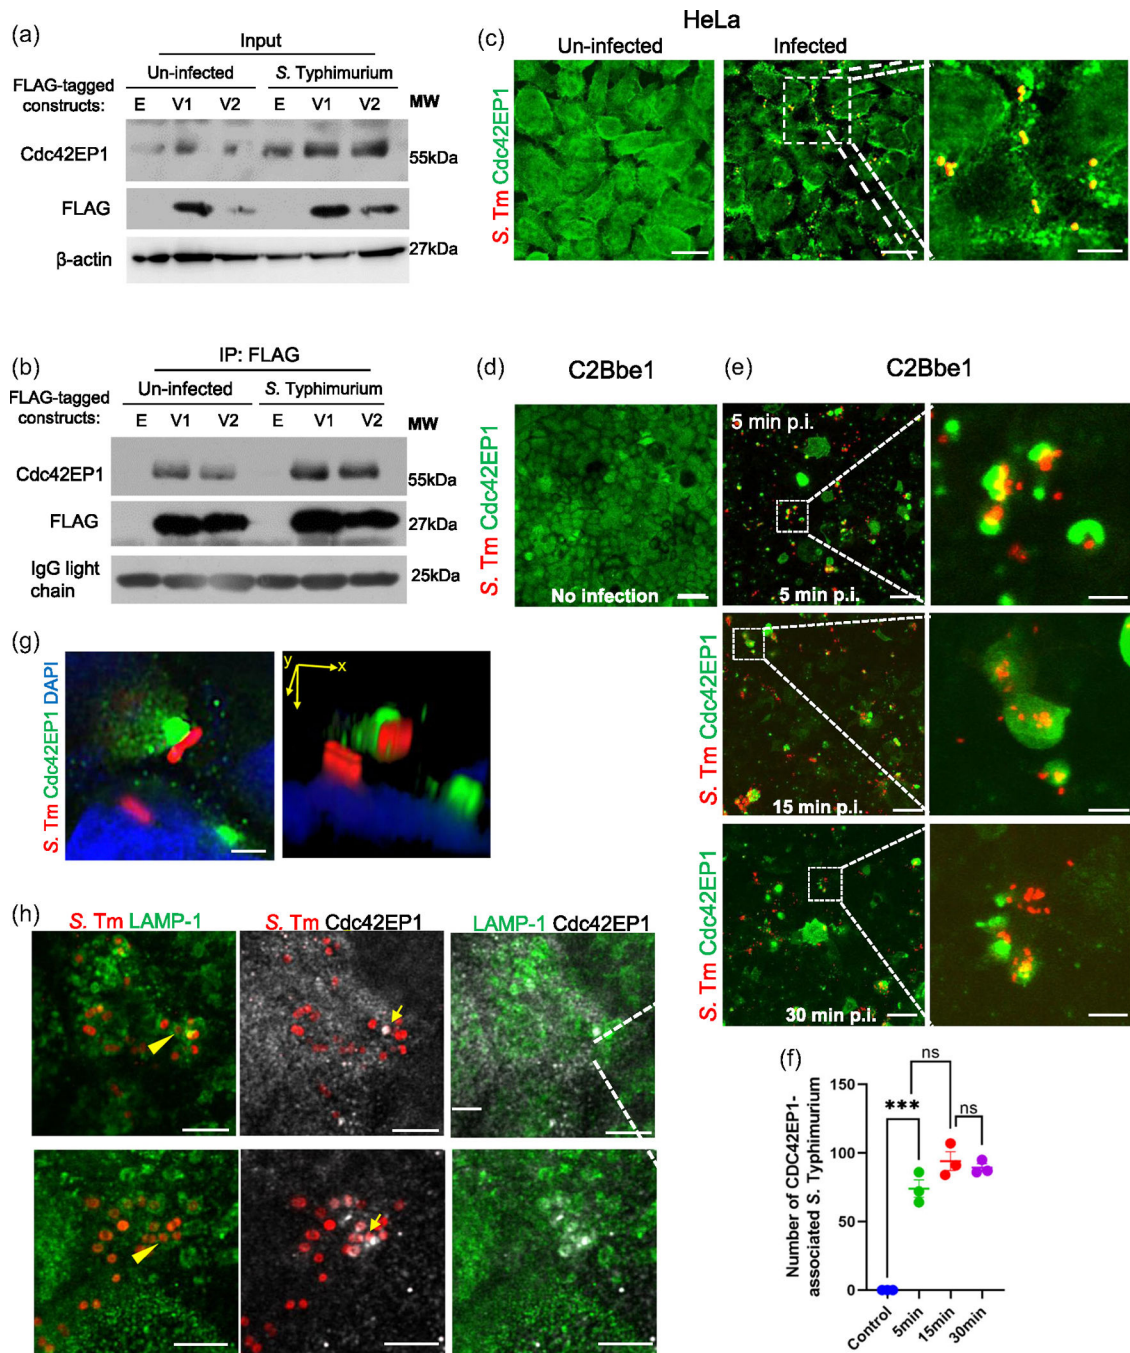 (a)
Input
Un-infected
S. Typhimurium
FLAG-tagged
constructs:
E V1 V2 E V1 V2 MW
Cdc42EP1
55kDa
FLAG
β-actin
27kDa
(b)
IP: FLAG
Un-infected
S. Typhimurium
FLAG-tagged
constructs:
E V1 V2 E V1 V2 MW
Cdc42EP1
55kDa
FLAG
27kDa
IgG light
chain
25kDa
HeLa
(c)
Un-infected
Infected
S. Tm Cdc42EP1
(d)
C2Bbe1
S. Tm Cdc42EP1
No infection
(e)
C2Bbe1
5 min p.i.
5 min p.i.
S. Tm Cdc42EP1
15 min p.i.
S. Tm Cdc42EP1
30 min p.i.
(f)
Number of CDC42EP1-
associated S. Typhimurium
150
100
50
0
ns
***
ns
Control
5min
15min
30min
(g)
S. Tm Cdc42EP1 DAPI
y
x
(h)
S. Tm LAMP-1
S. Tm Cdc42EP1
LAMP-1 Cdc42EP1